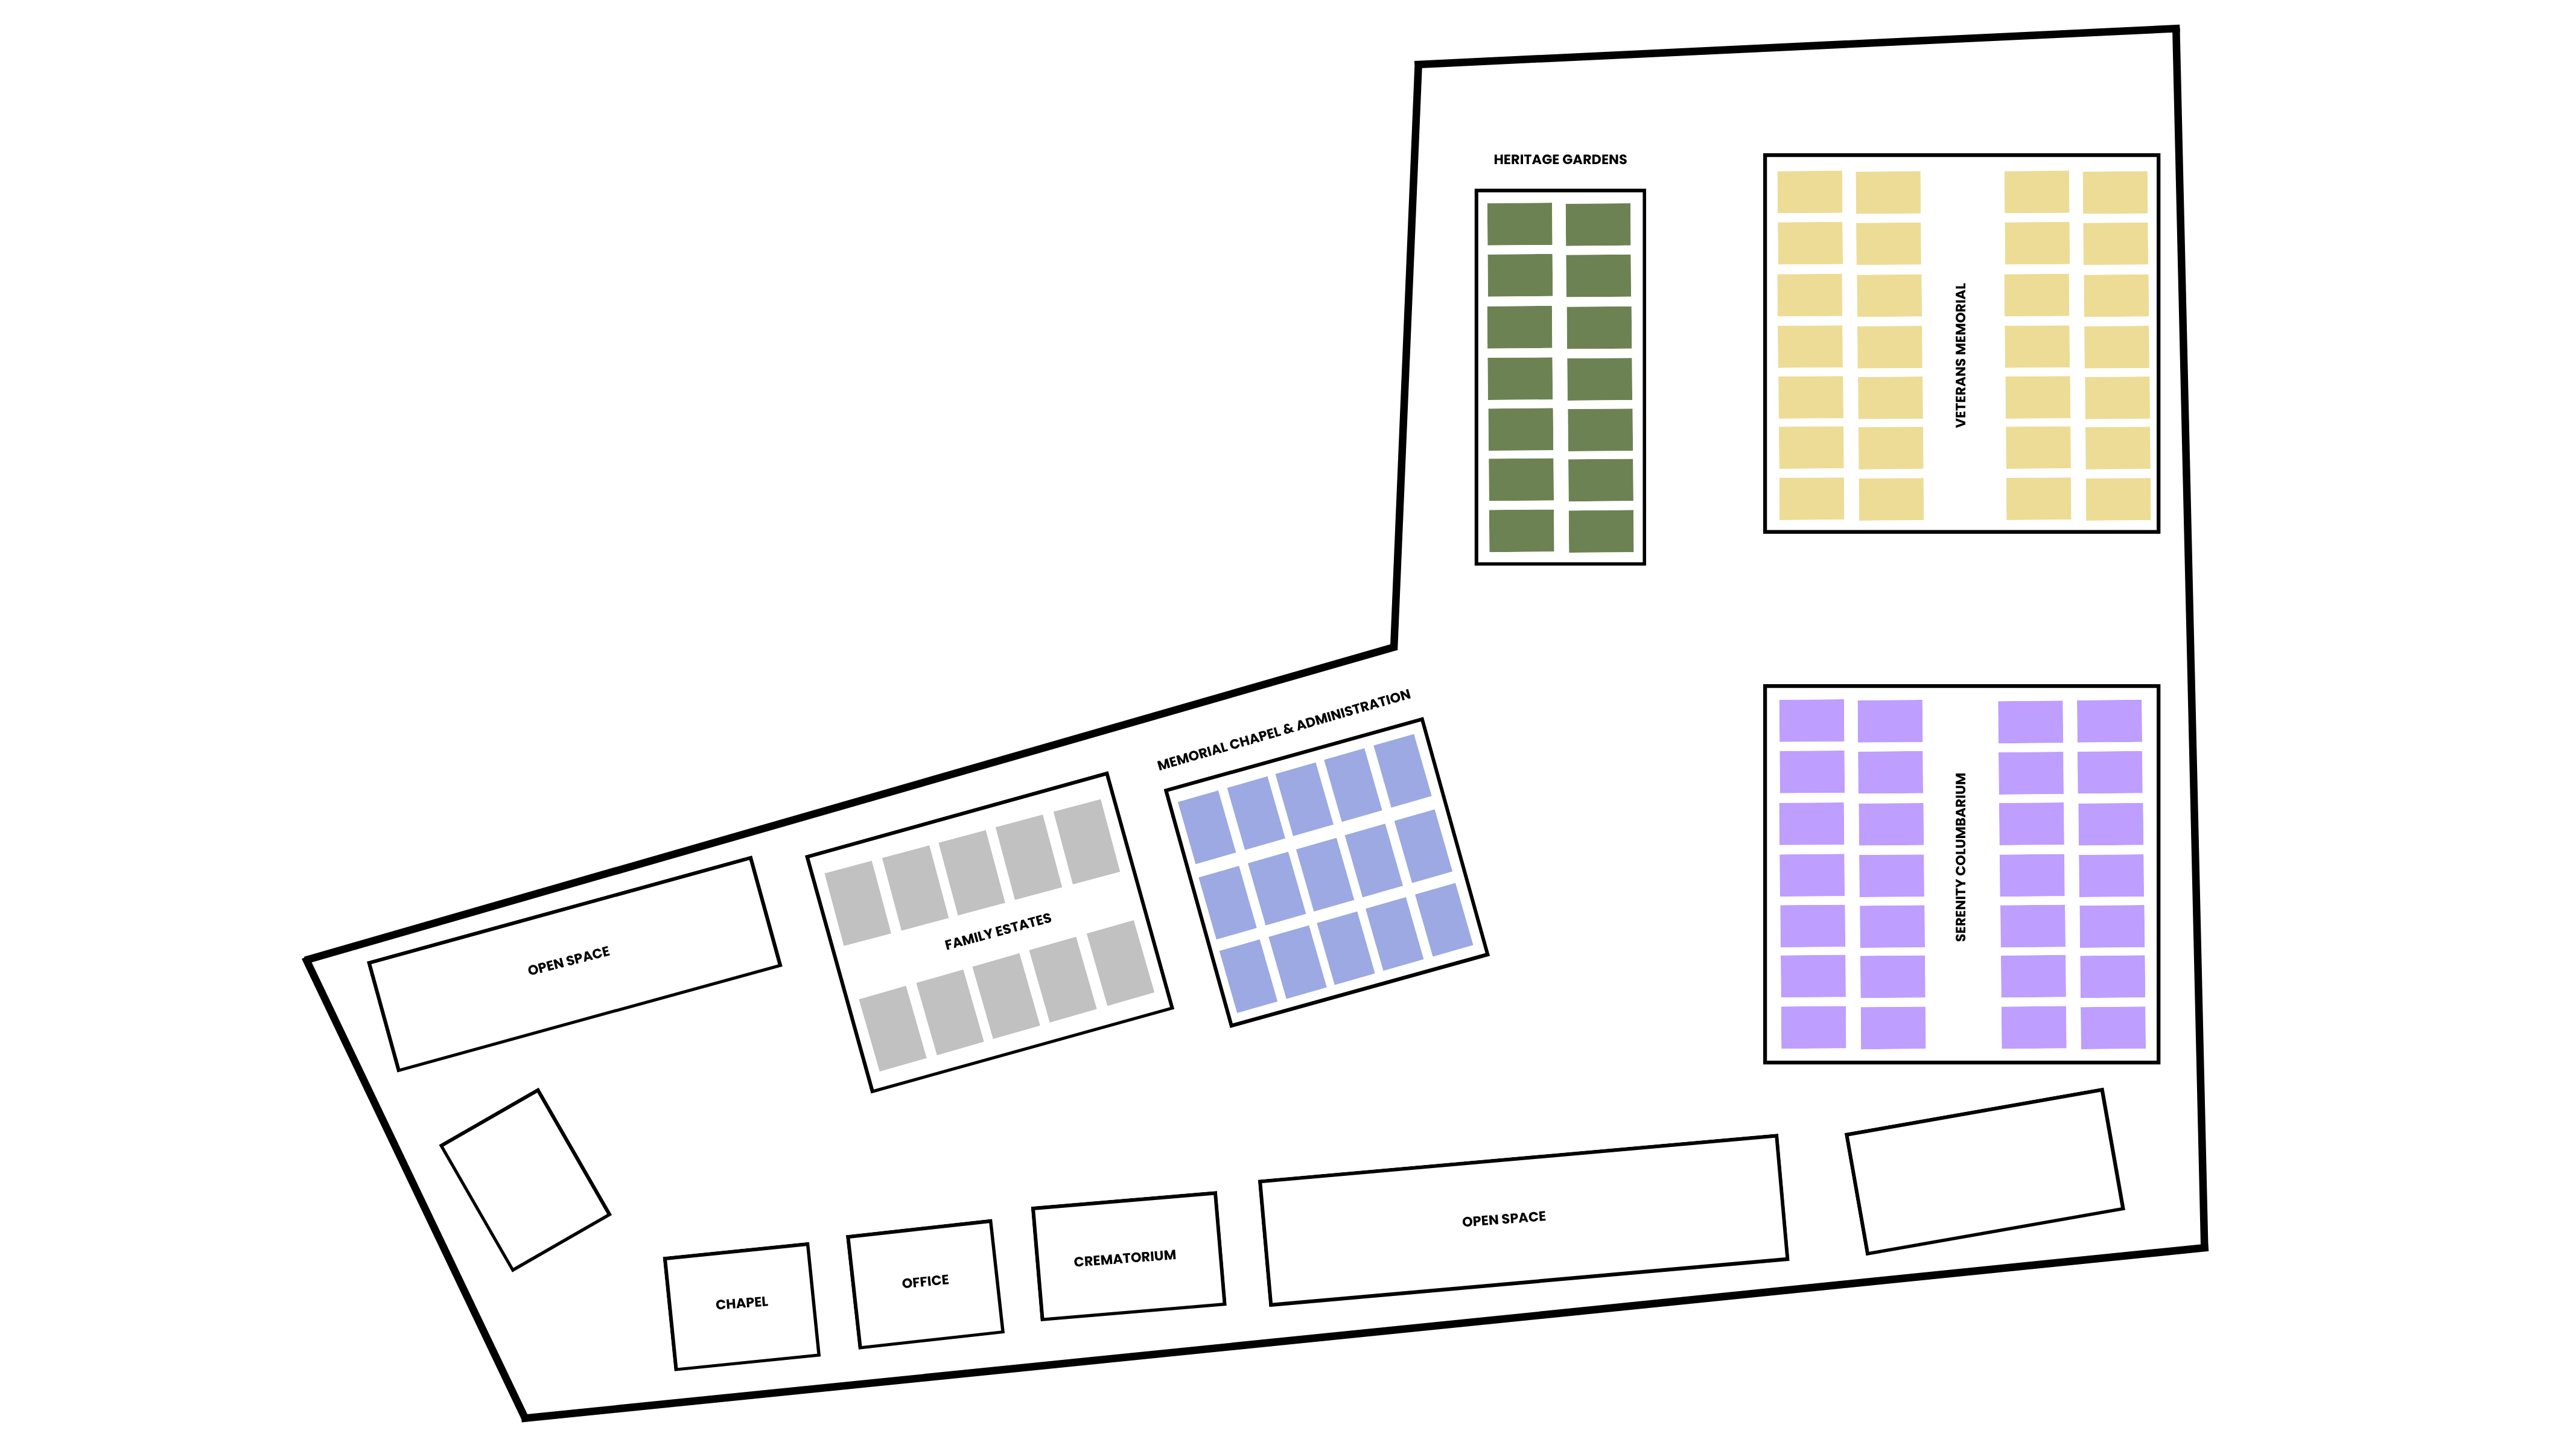 HERITAGE GARDENS
VETERANS MEMORIAL
MEMORIAL CHAPEL & ADMINISTRATION
SERENITY COLUMBARIUM
FAMILY ESTATES
OPEN SPACE
OPEN SPACE
CREMATORIUM
OFFICE
CHAPEL